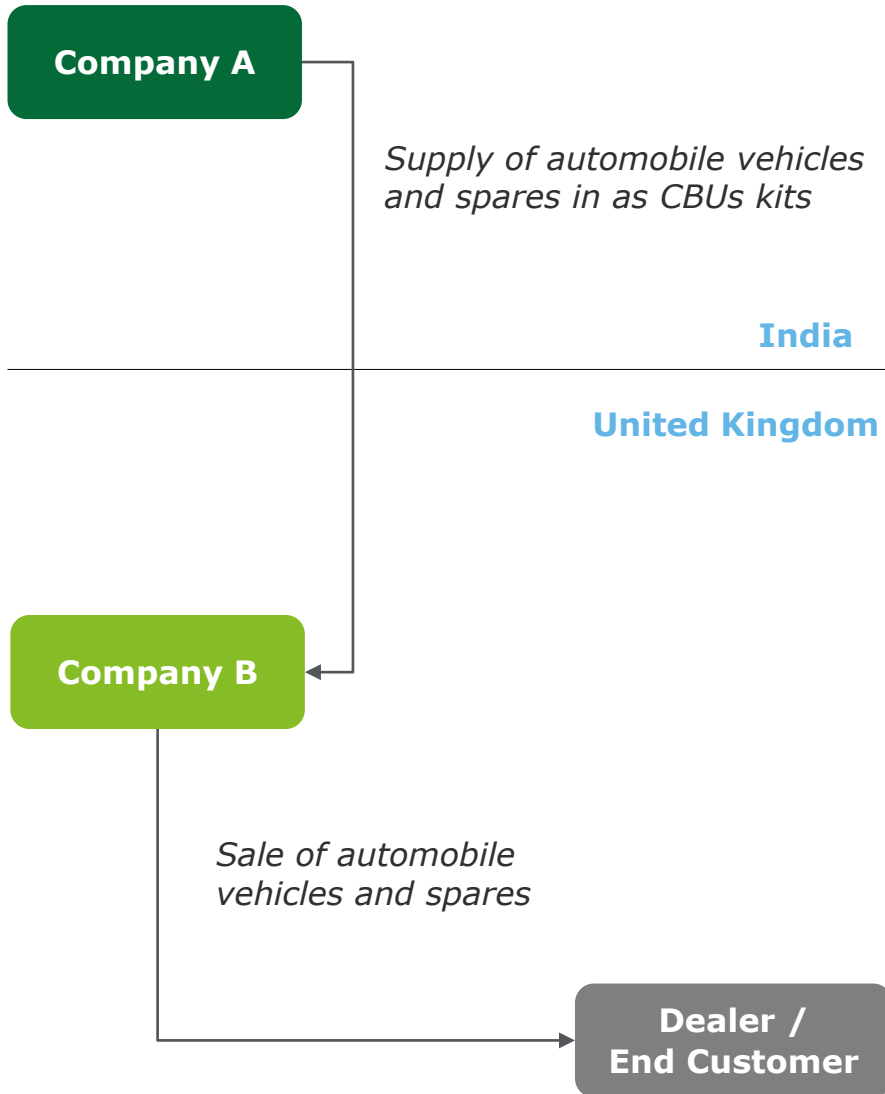 Company A
Supply of automobile vehicles
and spares in as CBUs kits
India
United Kingdom
Company B
Sale of automobile
vehicles and spares
Dealer /
End Customer